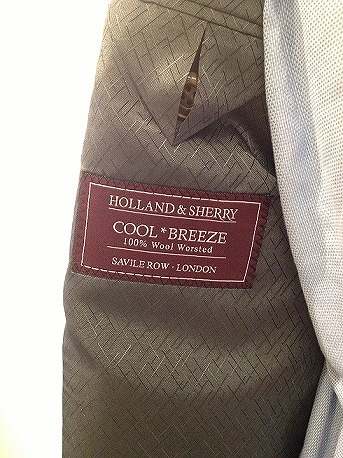 HOLLAND & SHERRY
COOL * BREEZE
100% Wool Worsted
SAVILE ROW · LONDON